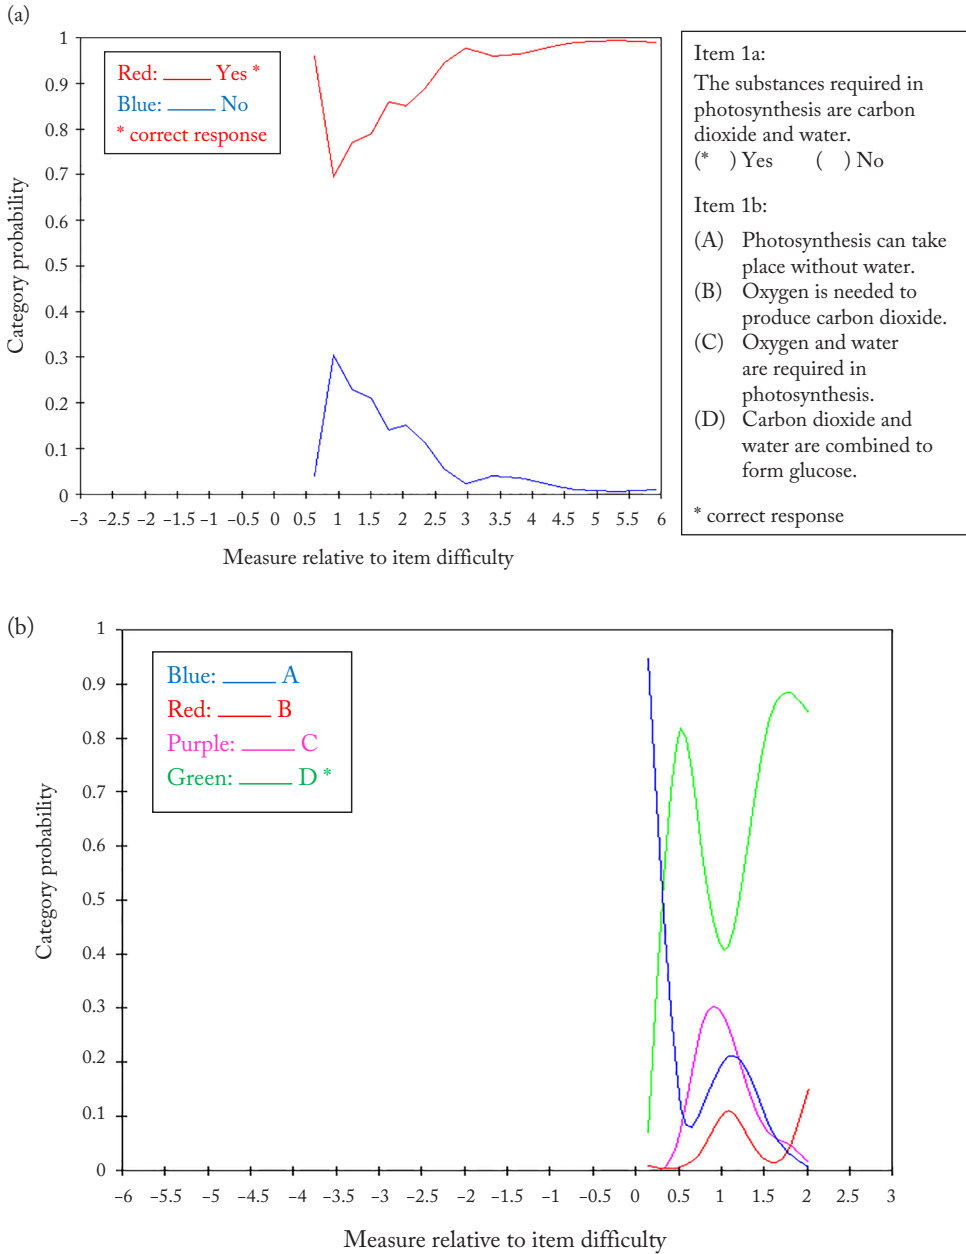 (a)
1
0.9
0.8
0.7
0.6
0.5
0.4
0.3
0.2
0.1
0
Category probability
Red: Yes *
Blue: No
* correct response
−3 −2.5 −2 −1.5 −1 −0.5 0 0.5 1 1.5 2 2.5 3 3.5 4 4.5 5 5.5 6
Measure relative to item difficulty
Item 1a:
The substances required in
photosynthesis are carbon
dioxide and water.
(* ) Yes ( ) No
Item 1b:
(A) Photosynthesis can take
place without water.
(B) Oxygen is needed to
produce carbon dioxide.
(C) Oxygen and water
are required in
photosynthesis.
(D) Carbon dioxide and
water are combined to
form glucose.
* correct response
(b)
1
0.9
0.8
0.7
0.6
0.5
0.4
0.3
0.2
0.1
0
Category probability
Blue: A
Red: B
Purple: C
Green: D *
−6 −5.5 −5 −4.5 −4 −3.5 −3 −2.5 −2 −1.5 −1 −0.5 0 0.5 1 1.5 2 2.5 3
Measure relative to item difficulty